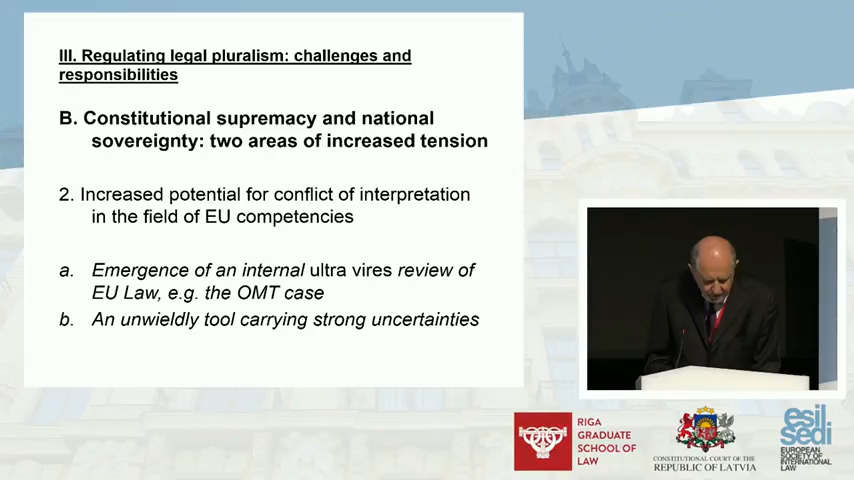 III. Regulating legal pluralism: challenges and
responsibilities
B. Constitutional supremacy and national
sovereignty: two areas of increased tension
2. Increased potential for conflict of interpretation
in the field of EU competencies
a. Emergence of an internal ultra vires review of
EU Law, e.g. the OMT case
b. An unwieldly tool carrying strong uncertainties
RIGA
GRADUATE
SCHOOL OF
LAW
CONSTITUTIONAL COURT OF THE
REPUBLIC OF LATVIA
esil
sedi
EUROPEAN
SOCIETY OF
INTERNATIONAL
LAW